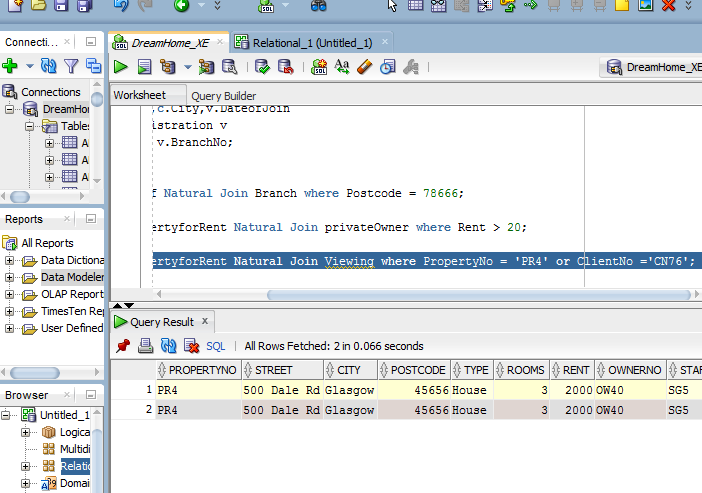 Connecti...
DreamHome_XE
Relational_1 (Untitled_1)
SQL
Aa
DreamHome_XE
Worksheet
Query Builder
Connections
DreamHor
Tables
A
A
A
,c.City,v.DateofJoin
istration v
v.BranchNo;
f Natural Join Branch where Postcode = 78666;
ertyforRent Natural Join privateOwner where Rent > 20;
ertyforRent Natural Join Viewing where PropertyNo = 'PR4' or ClientNo ='CN76';
Reports
All Reports
Data Dictiona
Data Modeler
OLAP Report
TimesTen Rep
User Defined
Query Result
SQL
All Rows Fetched: 2 in 0.066 seconds
PROPERTYNO STREET CITY POSTCODE TYPE ROOMS RENT OWNERNO STAF
1 PR4 500 Dale Rd Glasgow 45656 House 3 2000 OW40 SG5
2 PR4 500 Dale Rd Glasgow 45656 House 3 2000 OW40 SG5
Browser
Untitled_1
Logica
Multidi
Relatio
Domai